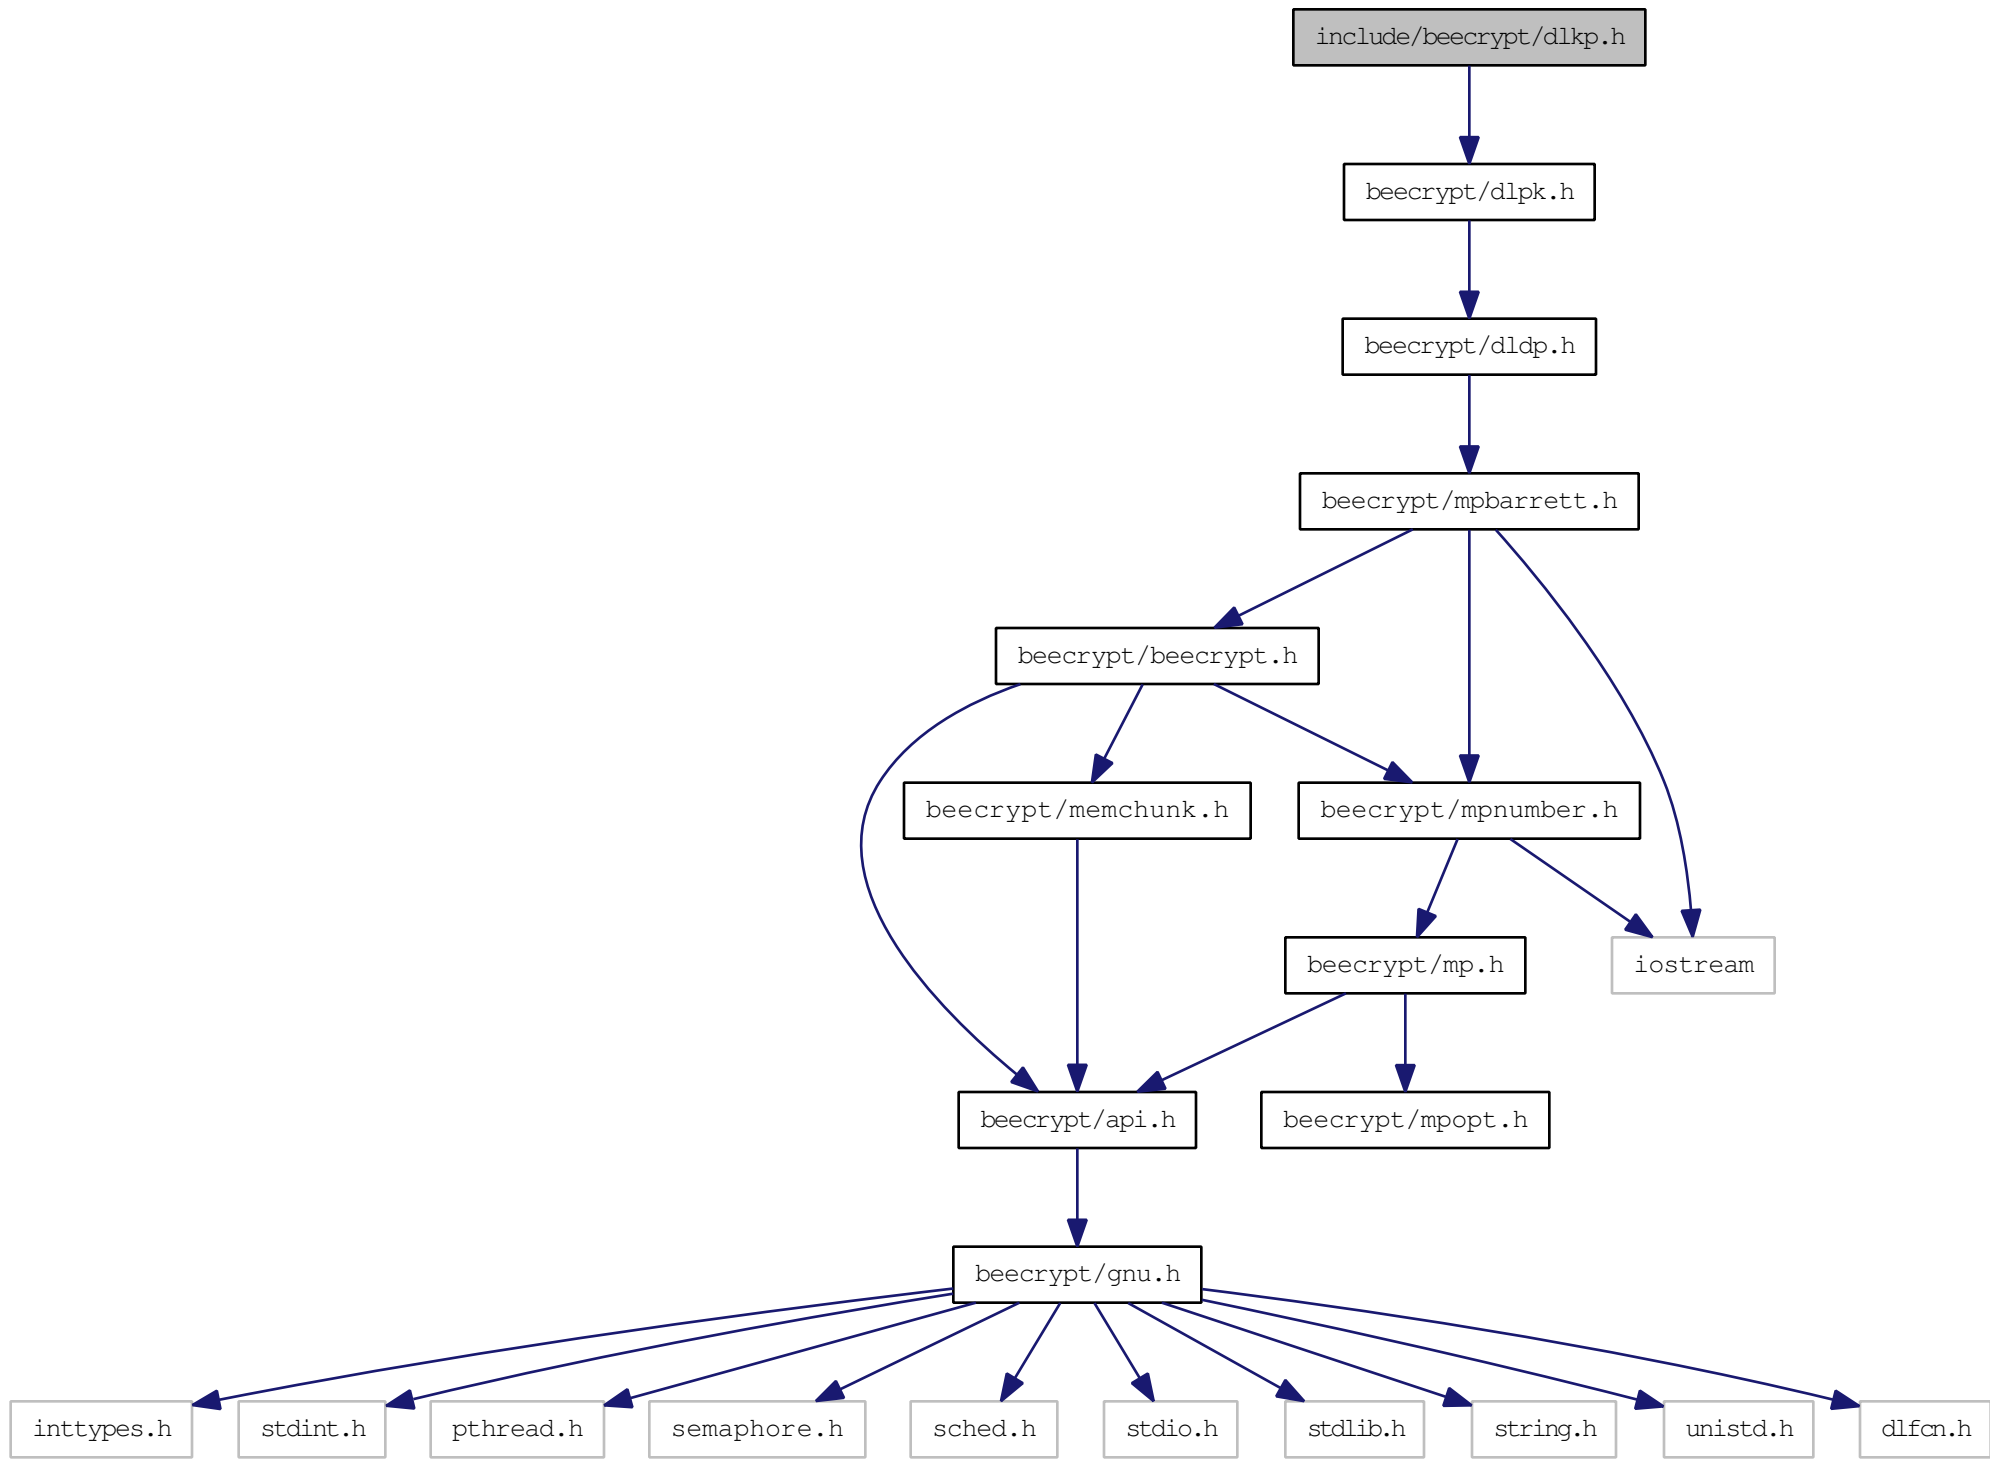 include/beecrypt/dlkp.h
beecrypt/dlpk.h
beecrypt/dldp.h
beecrypt/mpbarrett.h
beecrypt/beecrypt.h
beecrypt/memchunk.h
beecrypt/mpnumber.h
beecrypt/mp.h
iostream
beecrypt/api.h
beecrypt/mpopt.h
beecrypt/gnu.h
inttypes.h
stdint.h
pthread.h
semaphore.h
sched.h
stdio.h
stdlib.h
string.h
unistd.h
dlfcn.h